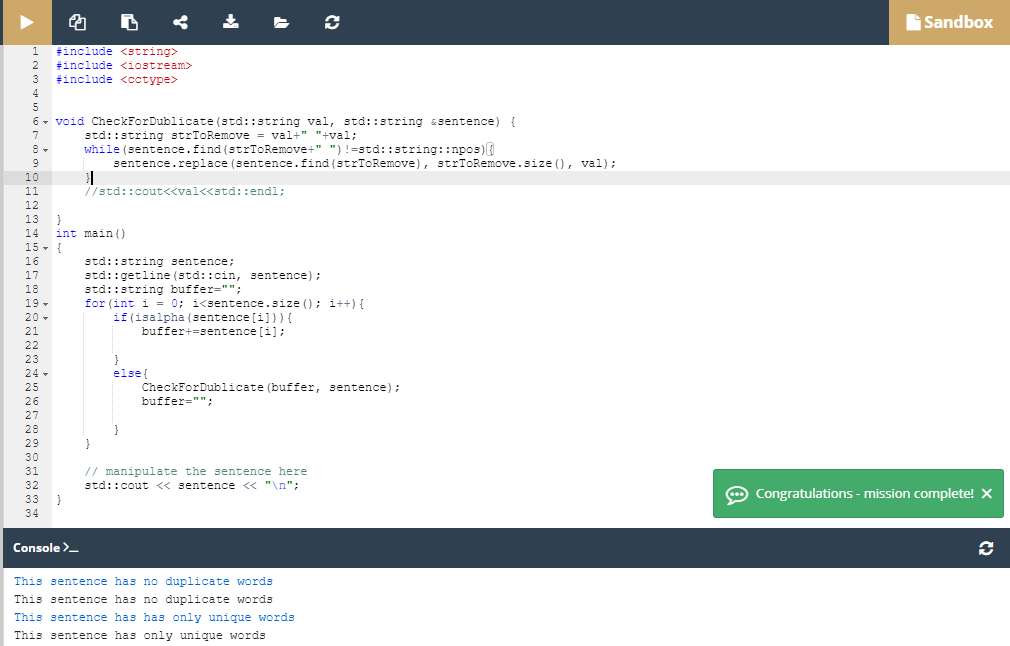 Sandbox
1 #include <string>
2 #include <iostream>
3 #include <cctype>
4
5
6 void CheckForDublicate(std::string val, std::string &sentence) {
7 std::string strToRemove = val+" "+val;
8 while(sentence.find(strToRemove+" ")!=std::string::npos){
9 sentence.replace(sentence.find(strToRemove), strToRemove.size(), val);
10 }
11 //std::cout<<val<<std::endl;
12
13 }
14 int main()
15 {
16 std::string sentence;
17 std::getline(std::cin, sentence);
18 std::string buffer="";
19 for(int i = 0; i<sentence.size(); i++){
20 if(isalpha(sentence[i])){
21 buffer+=sentence[i];
22
23 }
24 else{
25 CheckForDublicate(buffer, sentence);
26 buffer="";
27
28 }
29 }
30
31 // manipulate the sentence here
32 std::cout << sentence << "\n";
33 }
34
Congratulations - mission complete! ×
Console >_
This sentence has no duplicate words
This sentence has no duplicate words
This sentence has has only unique words
This sentence has only unique words